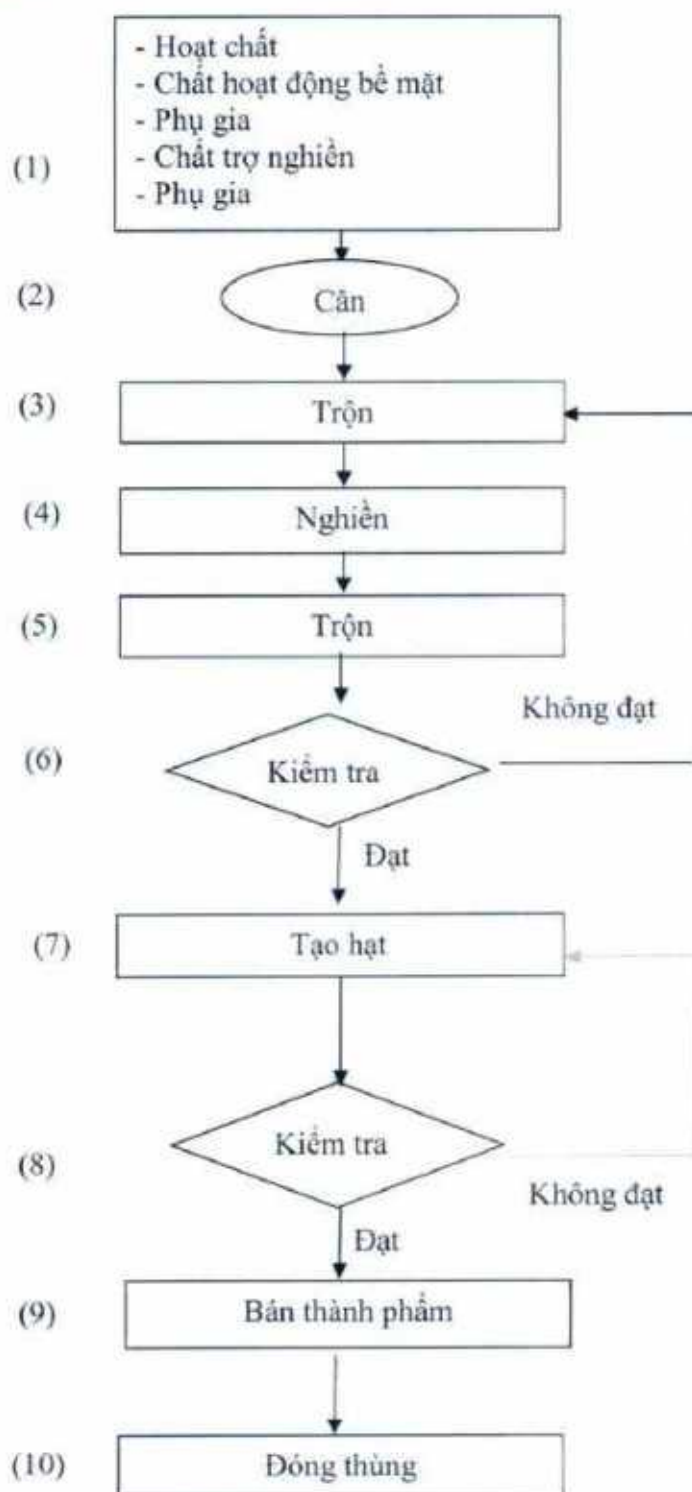 - Hoạt chất
- Chất hoạt động bề mặt
- Phụ gia
- Chất trợ nghiền
- Phụ gia
(1)
(2)
Cân
(3)
Trộn
(4)
Nghiền
(5)
Trộn
Không đạt
(6)
Kiểm tra
Đạt
(7)
Tạo hạt
Kiểm tra
(8)
Không đạt
Đạt
(9)
Bán thành phẩm
(10)
Đóng thùng